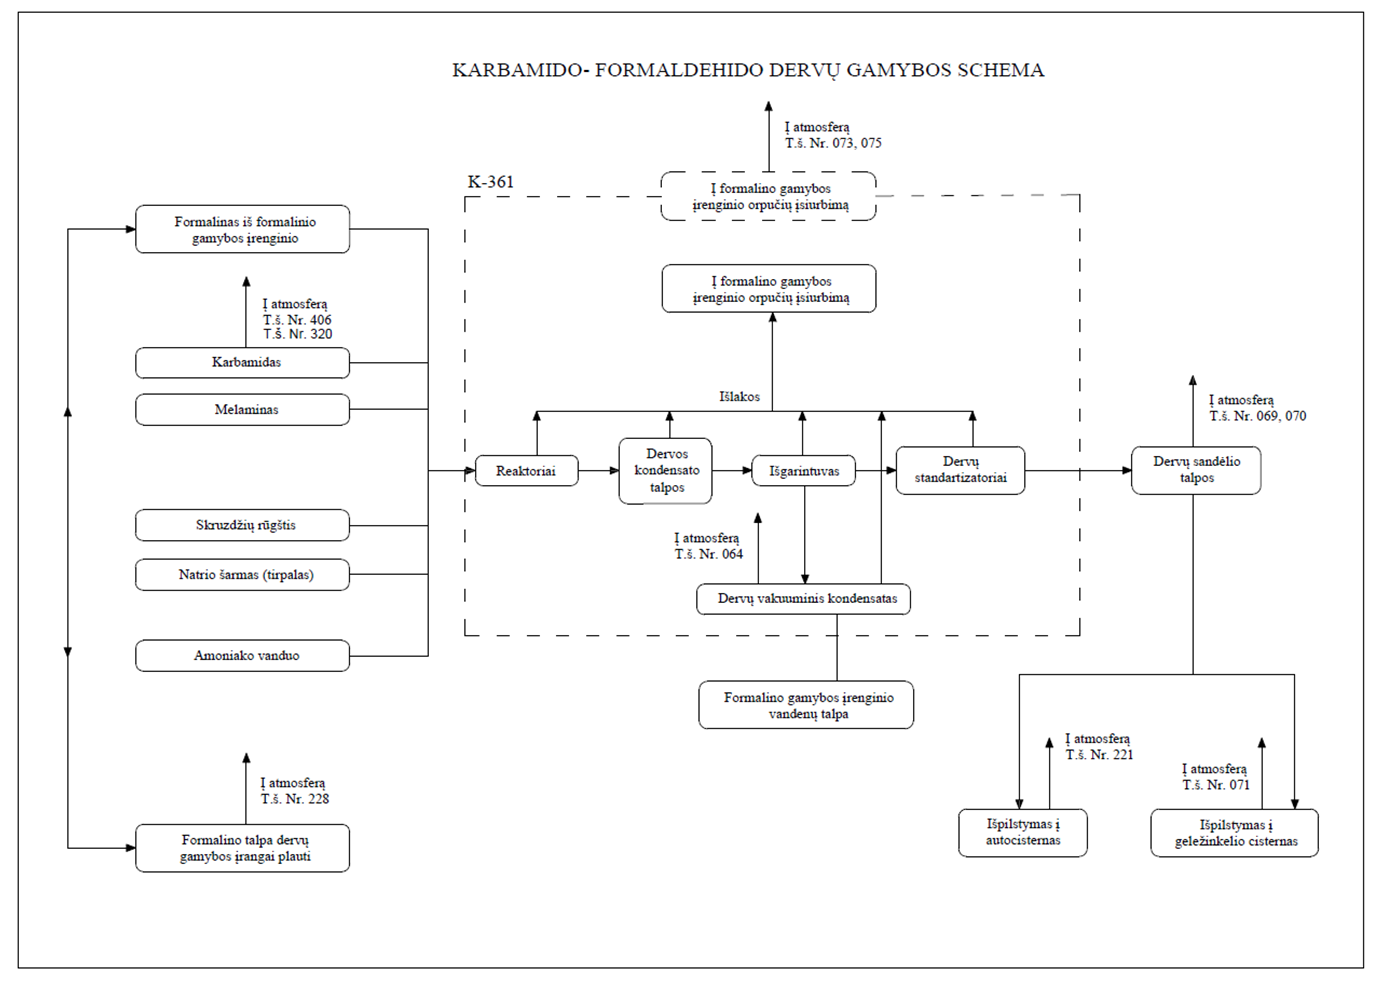 KARBAMIDO- FORMALDEHIDO DERVŲ GAMYBOS SCHEMA
Į atmosferą
T.š. Nr. 073, 075
K-361
Į formalino gamybos
įrenginio orpučių įsiurbimą
Formalinas iš formalinio
gamybos įrenginio
Į formalino gamybos
įrenginio orpučių įsiurbimą
Į atmosferą
T.š. Nr. 406
T.Š. Nr. 320
Karbamidas
Melaminas
Išlakos
Į atmosferą
T.š. Nr. 069, 070
Reaktoriai
Dervos
kondensato
talpos
Išgarintuvas
Dervų
standartizatoriai
Dervų sandėlio
talpos
Skruzdžių rūgštis
Natrio šarmas (tirpalas)
Į atmosferą
T.š. Nr. 064
Dervų vakuuminis kondensatas
Amoniako vanduo
Formalino gamybos įrenginio
vandenų talpa
Į atmosferą
T.š. Nr. 221
Į atmosferą
T.š. Nr. 071
Į atmosferą
T.š. Nr. 228
Formalino talpa dervų
gamybos įrangai plauti
Išpilstymas į
autocisternas
Išpilstymas į
geležinkelio cisternas